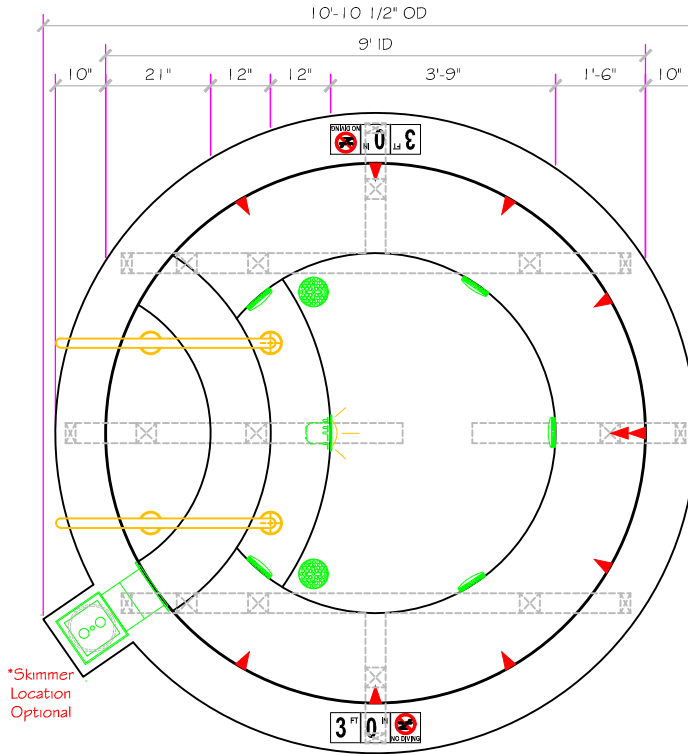 10'-10 1/2" OD
9' ID
10" 21" 12" 12" 3'-9" 1'-6" 10"
NO DIVING 0 IN 3 FT
*Skimmer
Location
Optional
3 FT 0 IN NO DIVING